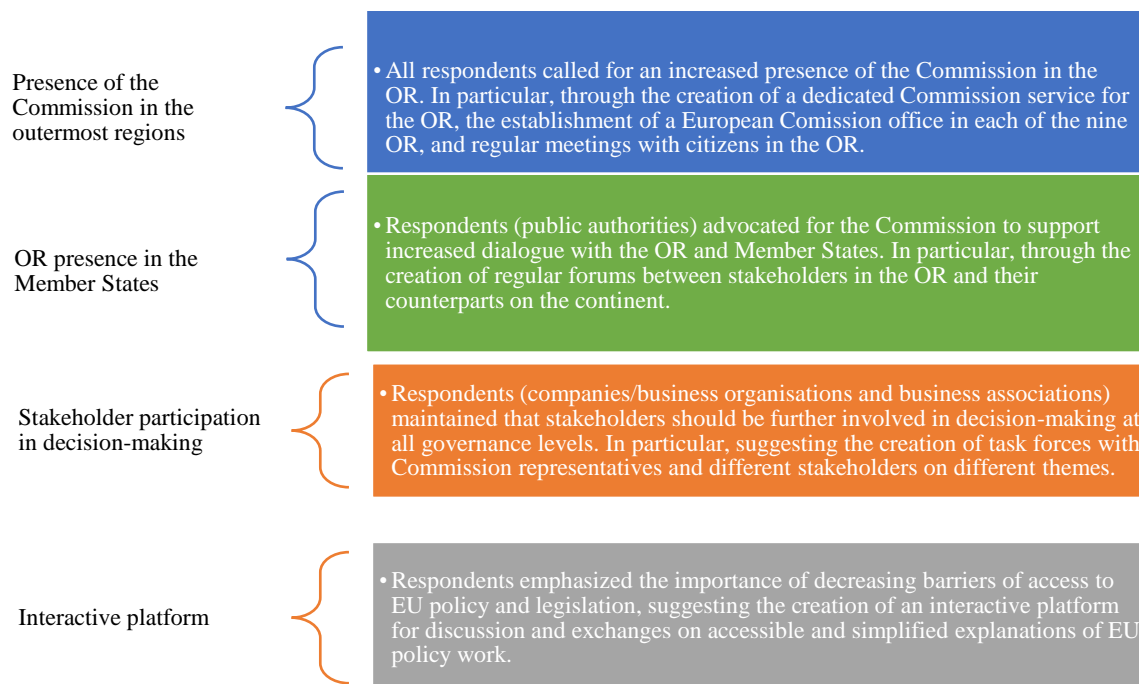 Presence of the
Commission in the
outermost regions
• All respondents called for an increased presence of the Commission in the
OR. In particular, through the creation of a dedicated Commission service for
the OR, the establishment of a European Comission office in each of the nine
OR, and regular meetings with citizens in the OR.
OR presence in the
Member States
• Respondents (public authorities) advocated for the Commission to support
increased dialogue with the OR and Member States. In particular, through the
creation of regular forums between stakeholders in the OR and their
counterparts on the continent.
Stakeholder participation
in decision-making
• Respondents (companies/business organisations and business associations)
maintained that stakeholders should be further involved in decision-making at
all governance levels. In particular, suggesting the creation of task forces with
Commission representatives and different stakeholders on different themes.
Interactive platform
• Respondents emphasized the importance of decreasing barriers of access to
EU policy and legislation, suggesting the creation of an interactive platform
for discussion and exchanges on accessible and simplified explanations of EU
policy work.